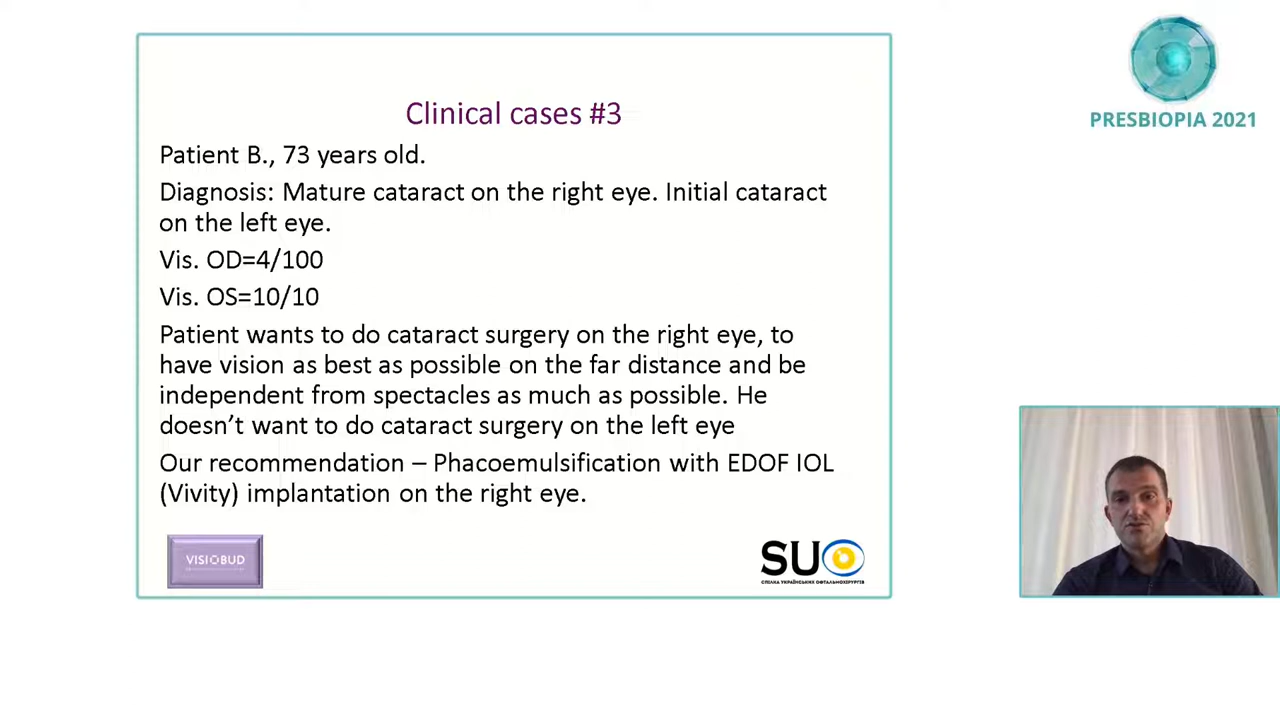 Clinical cases #3
Patient B., 73 years old.
Diagnosis: Mature cataract on the right eye. Initial cataract
on the left eye.
Vis. OD=4/100
Vis. OS=10/10
Patient wants to do cataract surgery on the right eye, to
have vision as best as possible on the far distance and be
independent from spectacles as much as possible. He
doesn’t want to do cataract surgery on the left eye
Our recommendation – Phacoemulsification with EDOF IOL
(Vivity) implantation on the right eye.
VISIOBUD
SUO
СПІЛКА УКРАЇНСЬКИХ ОФТАЛЬМОХІРУРГІВ
PRESBIOPIA 2021